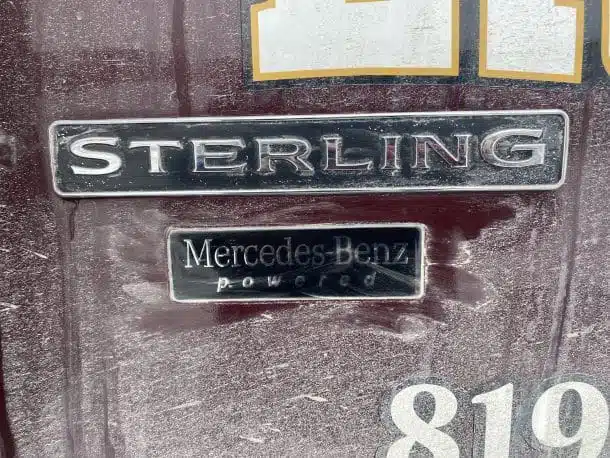 STERLING
Mercedes-Benz
powered
819